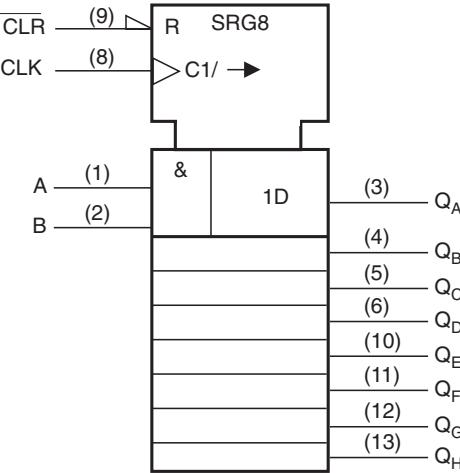 CLR (9) R SRG8
CLK (8) C1/
A (1) & 1D (3) QA
B (2)
(4) QB
(5) QC
(6) QD
(10) QE
(11) QF
(12) QG
(13) QH